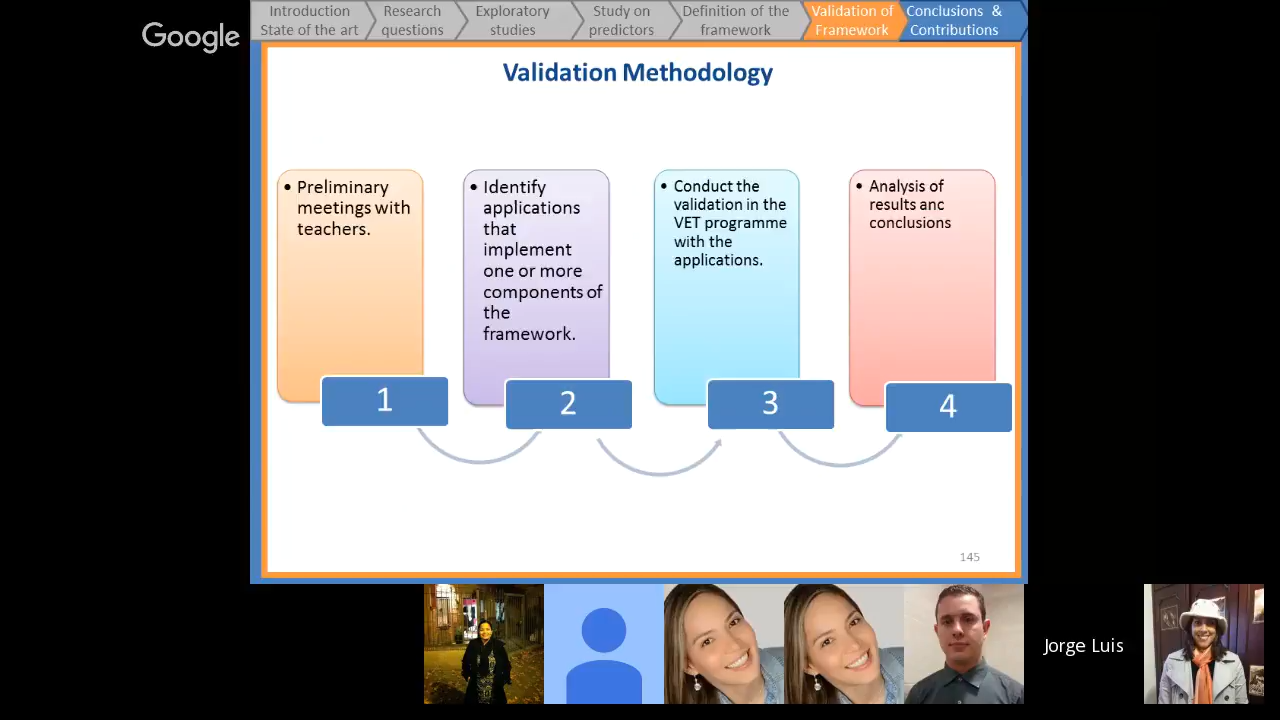 Google
Introduction
State of the art
Research
questions
Exploratory
studies
Study on
predictors
Definition of the
framework
Validation of
Framework
Conclusions &
Contributions
Validation Methodology
• Preliminary
meetings with
teachers.
• Identify
applications
that
implement
one or more
components of
the
framework.
• Conduct the
validation in the
VET programme
with the
applications.
• Analysis of
results anc
conclusions
1
2
3
4
145
Jorge Luis